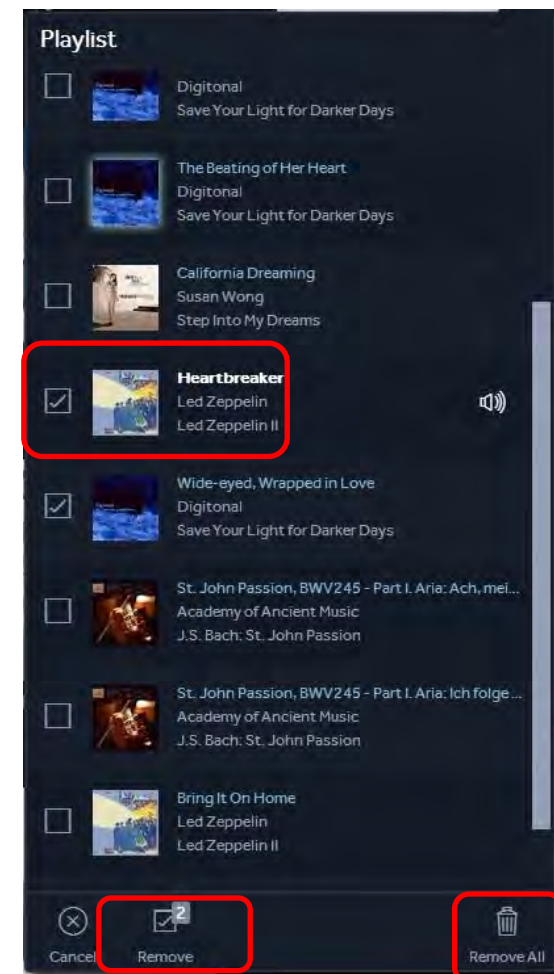 Playlist
Digitonal
Save Your Light for Darker Days
The Beating of Her Heart
Digitonal
Save Your Light for Darker Days
California Dreaming
Susan Wong
Step Into My Dreams
Heartbreaker
Led Zeppelin
Led Zeppelin II
Wide-eyed, Wrapped in Love
Digitonal
Save Your Light for Darker Days
St. John Passion, BWV245 - Part I. Aria: Ach, mei...
Academy of Ancient Music
J.S. Bach: St. John Passion
St. John Passion, BWV245 - Part I. Aria: Ich folge ...
Academy of Ancient Music
J.S. Bach: St. John Passion
Bring It On Home
Led Zeppelin
Led Zeppelin II
2
Cancel Remove Remove All